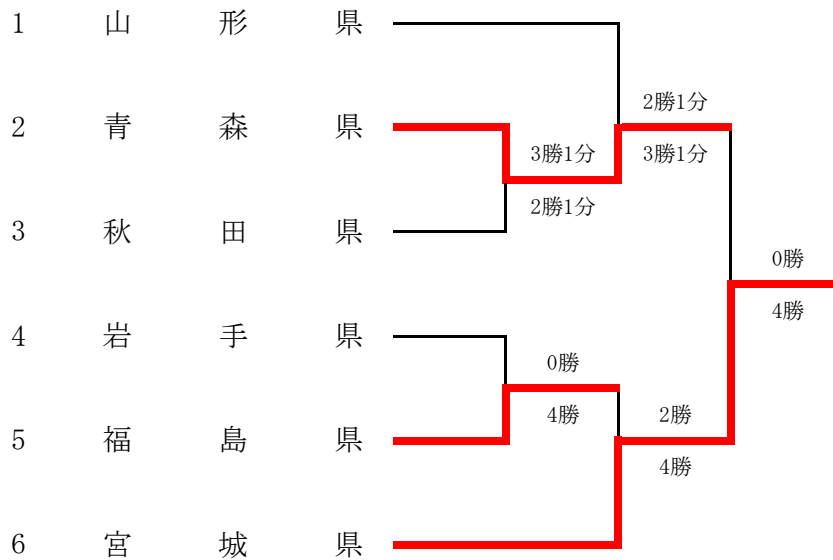 1 山形県
2勝1分
2 青森県
3勝1分
3勝1分
2勝1分
3 秋田県
0勝
4勝
4 岩手県
0勝
4勝
2勝
5 福島県
4勝
6 宮城県